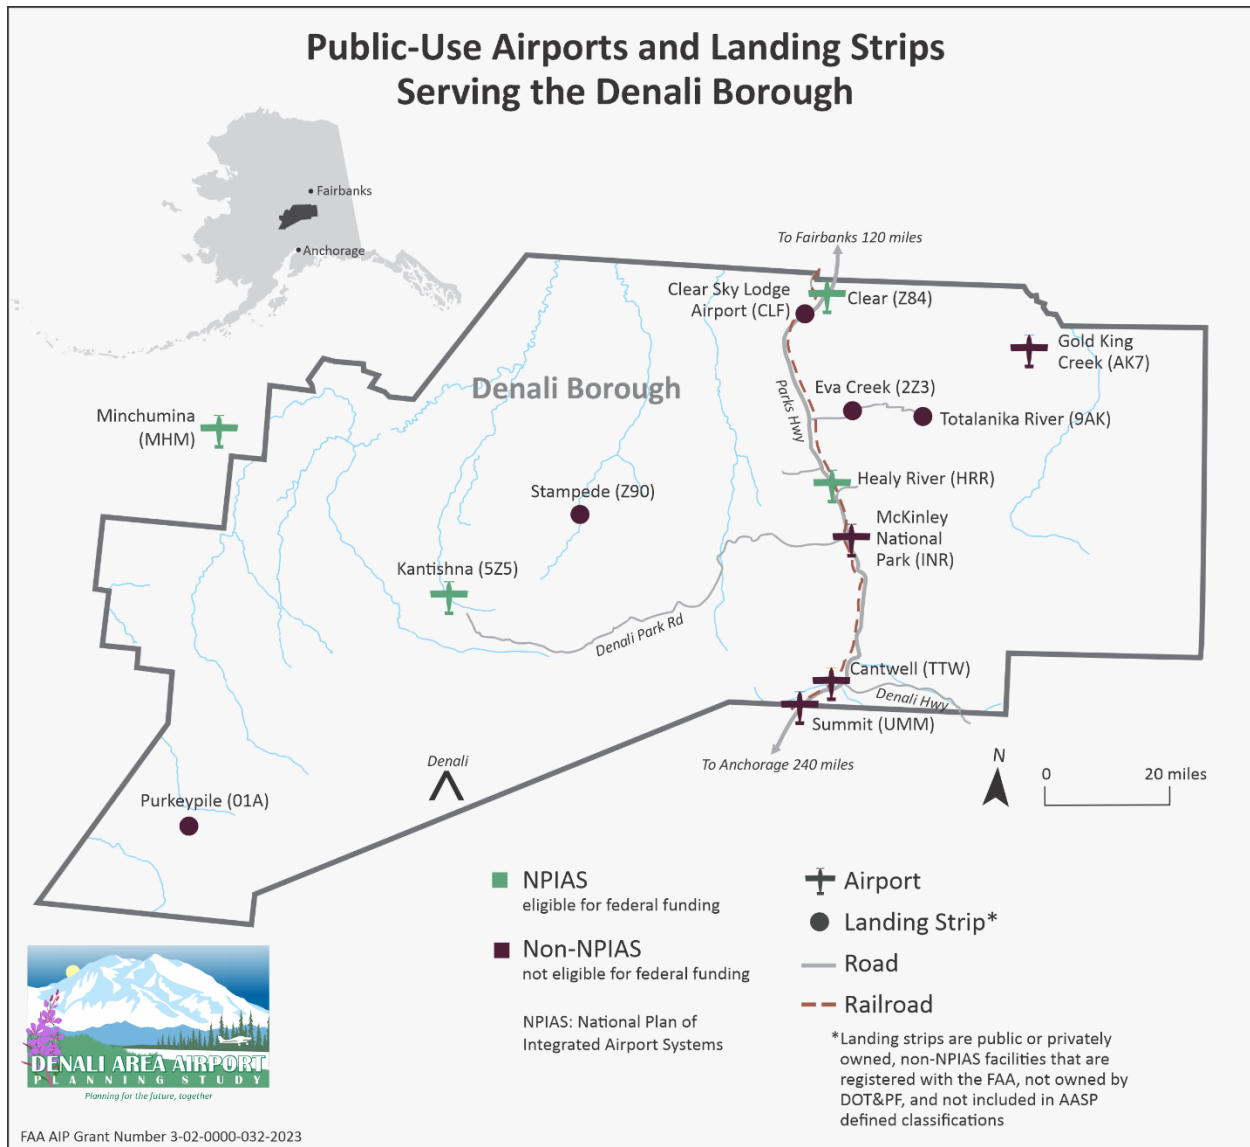 Public-Use Airports and Landing Strips
Serving the Denali Borough
Fairbanks
Anchorage
To Fairbanks 120 miles
Clear Sky Lodge
Airport (CLF)
Clear (Z84)
Gold King
Creek (AK7)
Denali Borough
Parks Hwy
Eva Creek (2Z3)
Totalanika River (9AK)
Minchumina
(MHM)
Healy River (HRR)
Stampede (Z90)
McKinley
National
Park (INR)
Kantishna (5Z5)
Denali Park Rd
Cantwell (TTW)
Denali Hwy
Summit (UMM)
To Anchorage 240 miles
Denali
N
0 20 miles
Purkeypile (01A)
NPIAS
eligible for federal funding
Non-NPIAS
not eligible for federal funding
NPIAS: National Plan of
Integrated Airport Systems
Airport
Landing Strip*
Road
Railroad
*Landing strips are public or privately
owned, non-NPIAS facilities that are
registered with the FAA, not owned by
DOT&PF, and not included in AASP
defined classifications
DENALI AREA AIRPORT
PLANNING STUDY
Planning for the future, together
FAA AIP Grant Number 3-02-0000-032-2023